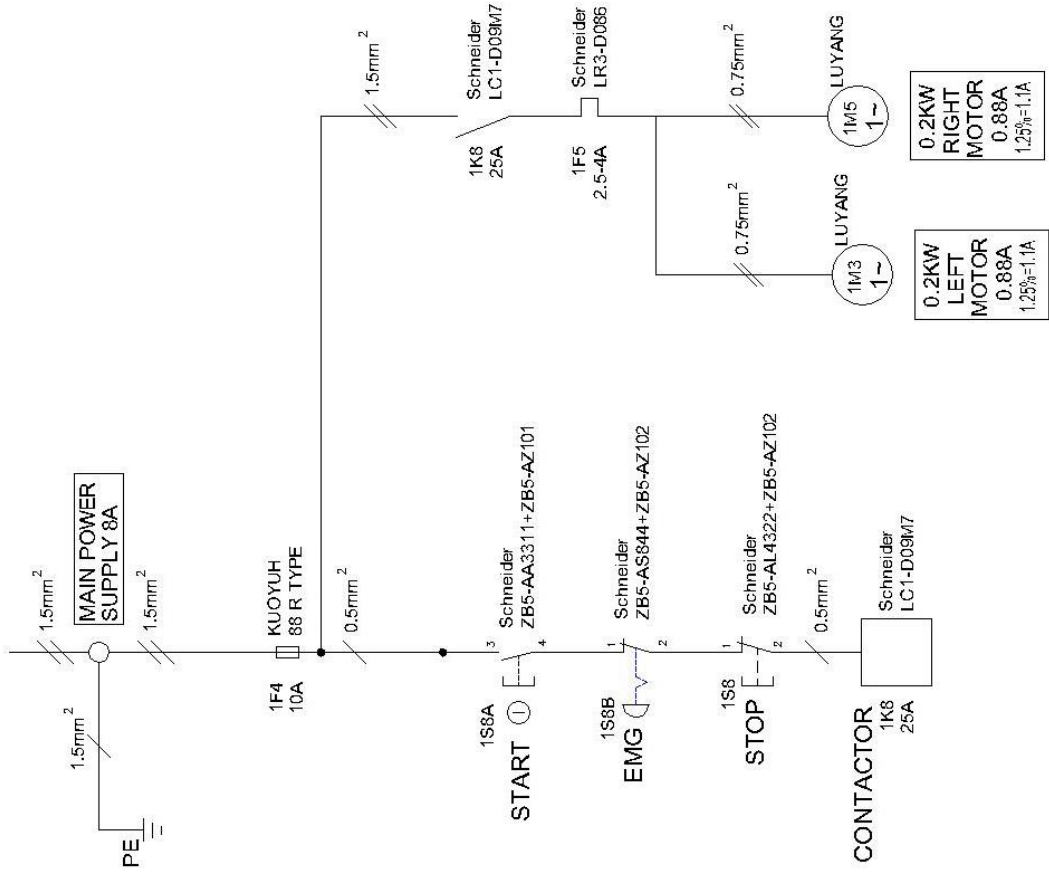 1.5mm²
MAIN POWER
SUPPLY 8A
1.5mm²
PE
1.5mm²
1F4
10A
KUOYUH
88 R TYPE
0.5mm²
1S8A
START
3
4
Schneider
ZB5-AA3311+ZB5-AZ101
1S8B
EMG
1
2
Schneider
ZB5-AS844+ZB5-AZ102
1S8
STOP
1
2
Schneider
ZB5-AL4322+ZB5-AZ102
0.5mm²
CONTACTOR
1K8
25A
Schneider
LC1-D09M7
1.5mm²
1K8
25A
Schneider
LC1-D09M7
1F5
2.5-4A
Schneider
LR3-D086
0.75mm²
0.75mm²
1M3
1~
LUYANG
1M5
1~
LUYANG
0.2KW
LEFT
MOTOR
0.88A
1.25%=1.1A
0.2KW
RIGHT
MOTOR
0.88A
1.25%=1.1A